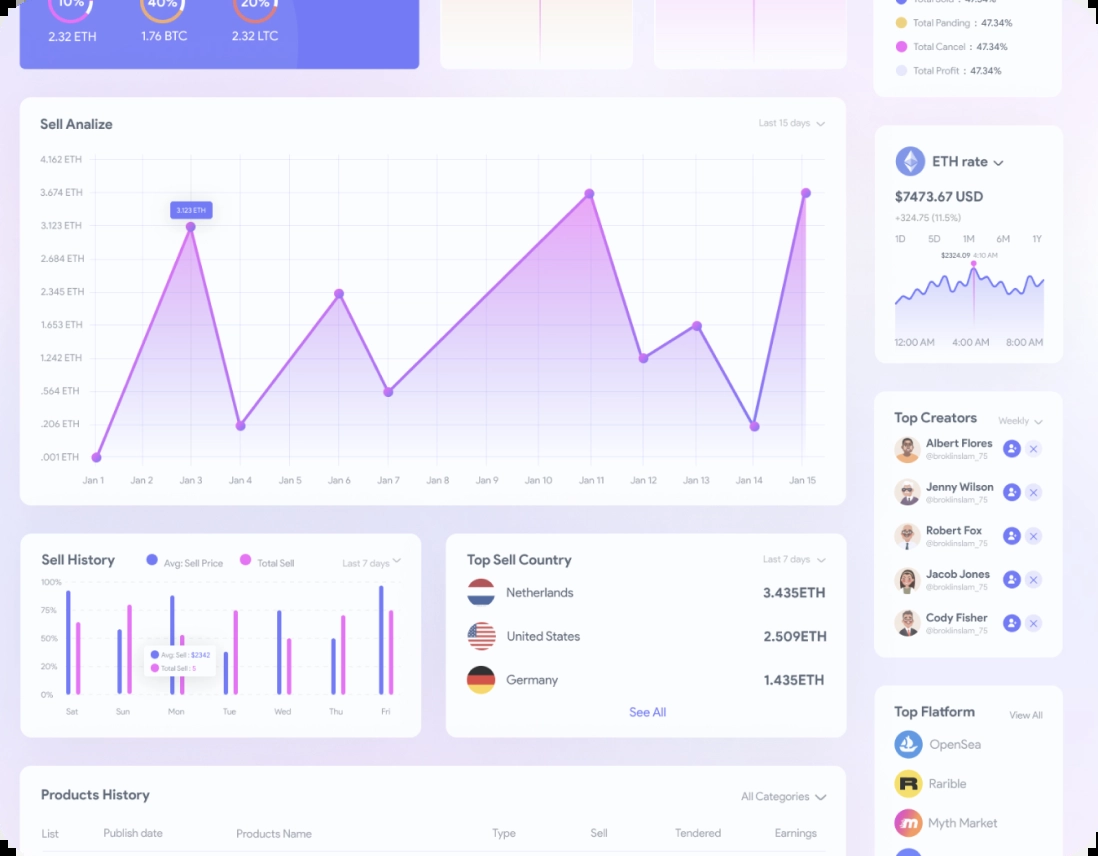 10% 40% 20%
2.32 ETH 1.76 BTC 2.32 LTC
47.34%
Total Panding : 47.34%
Total Cancel : 47.34%
Total Profit : 47.34%
Sell Analize
Last 15 days
4.162 ETH
3.674 ETH
3.123 ETH
3.123 ETH
2.684 ETH
2.345 ETH
1.653 ETH
1.242 ETH
.564 ETH
.206 ETH
.001 ETH
Jan 1 Jan 2 Jan 3 Jan 4 Jan 5 Jan 6 Jan 7 Jan 8 Jan 9 Jan 10 Jan 11 Jan 12 Jan 13 Jan 14 Jan 15
ETH rate
$7473.67 USD
+324.75 (11.5%)
1D 5D 1M 6M 1Y
$2324.09 4:10 AM
12:00 AM 4:00 AM 8:00 AM
Top Creators
Weekly
Albert Flores
@broklinslam_75
Jenny Wilson
@broklinslam_75
Robert Fox
@broklinslam_75
Jacob Jones
@broklinslam_75
Cody Fisher
@broklinslam_75
Sell History
Avg: Sell Price
Total Sell
Last 7 days
100%
75%
50%
20%
0%
Avg: Sell : $2342
Total Sell : 5
Sat Sun Mon Tue Wed Thu Fri
Top Sell Country
Last 7 days
Netherlands 3.435ETH
United States 2.509ETH
Germany 1.435ETH
See All
Top Flatform
View All
OpenSea
Rarible
Myth Market
Products History
All Categories
List Publish date Products Name Type Sell Tendered Earnings